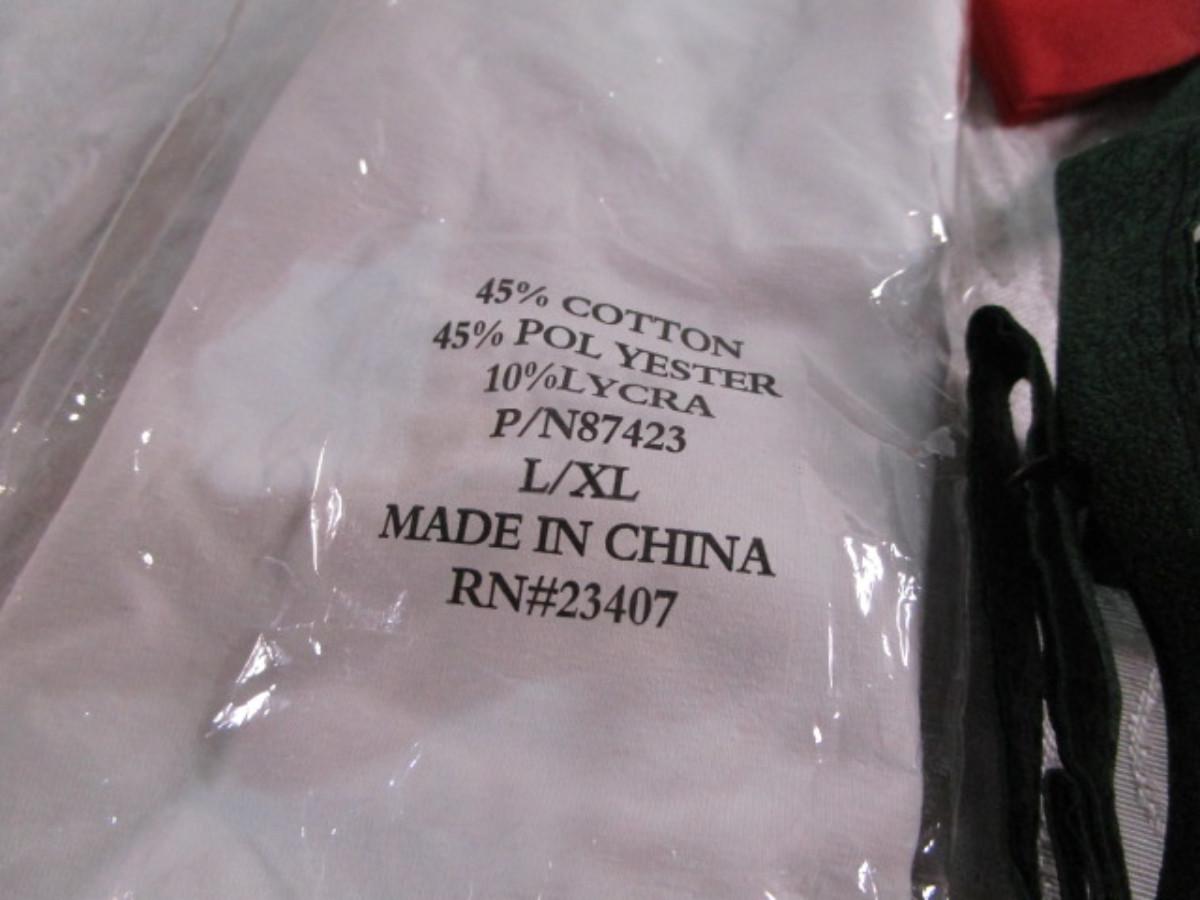 45% COTTON
45% POL YESTER
10%LYCRA
P/N87423
L/XL
MADE IN CHINA
RN#23407